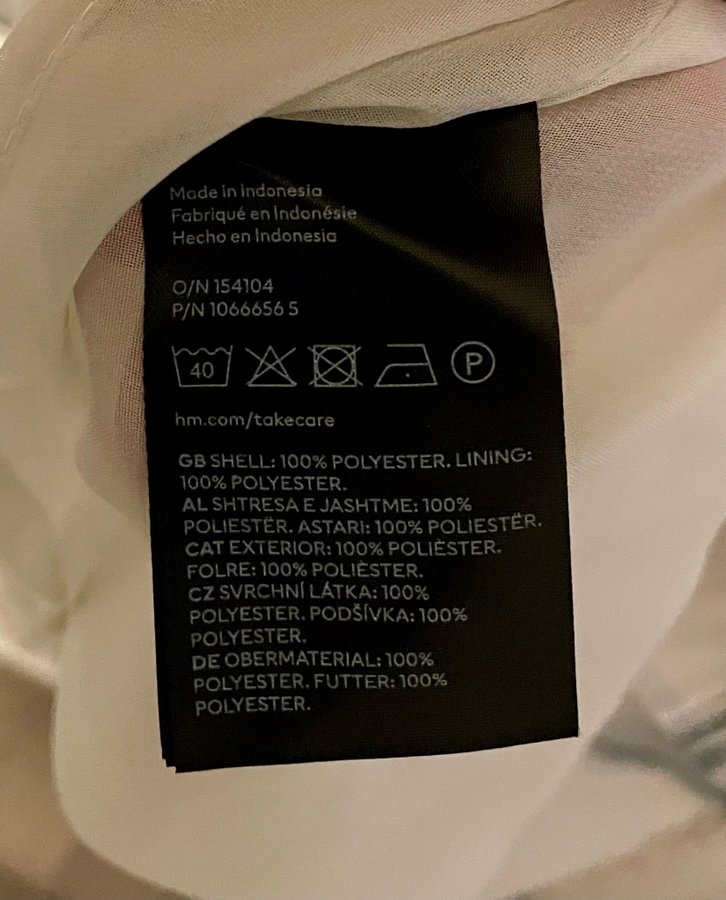 Made in Indonesia
Fabriqué en Indonésie
Hecho en Indonesia
O/N 154104
P/N 1066656 5
40 P
hm.com/takecare
GB SHELL: 100% POLYESTER. LINING:
100% POLYESTER.
AL SHTRESA E JASHTME: 100%
POLIESTËR. ASTARI: 100% POLIESTËR.
CAT EXTERIOR: 100% POLIÈSTER.
FOLRE: 100% POLIÈSTER.
CZ SVRCHNÍ LÁTKA: 100%
POLYESTER. PODŠÍVKA: 100%
POLYESTER.
DE OBERMATERIAL: 100%
POLYESTER. FUTTER: 100%
POLYESTER.